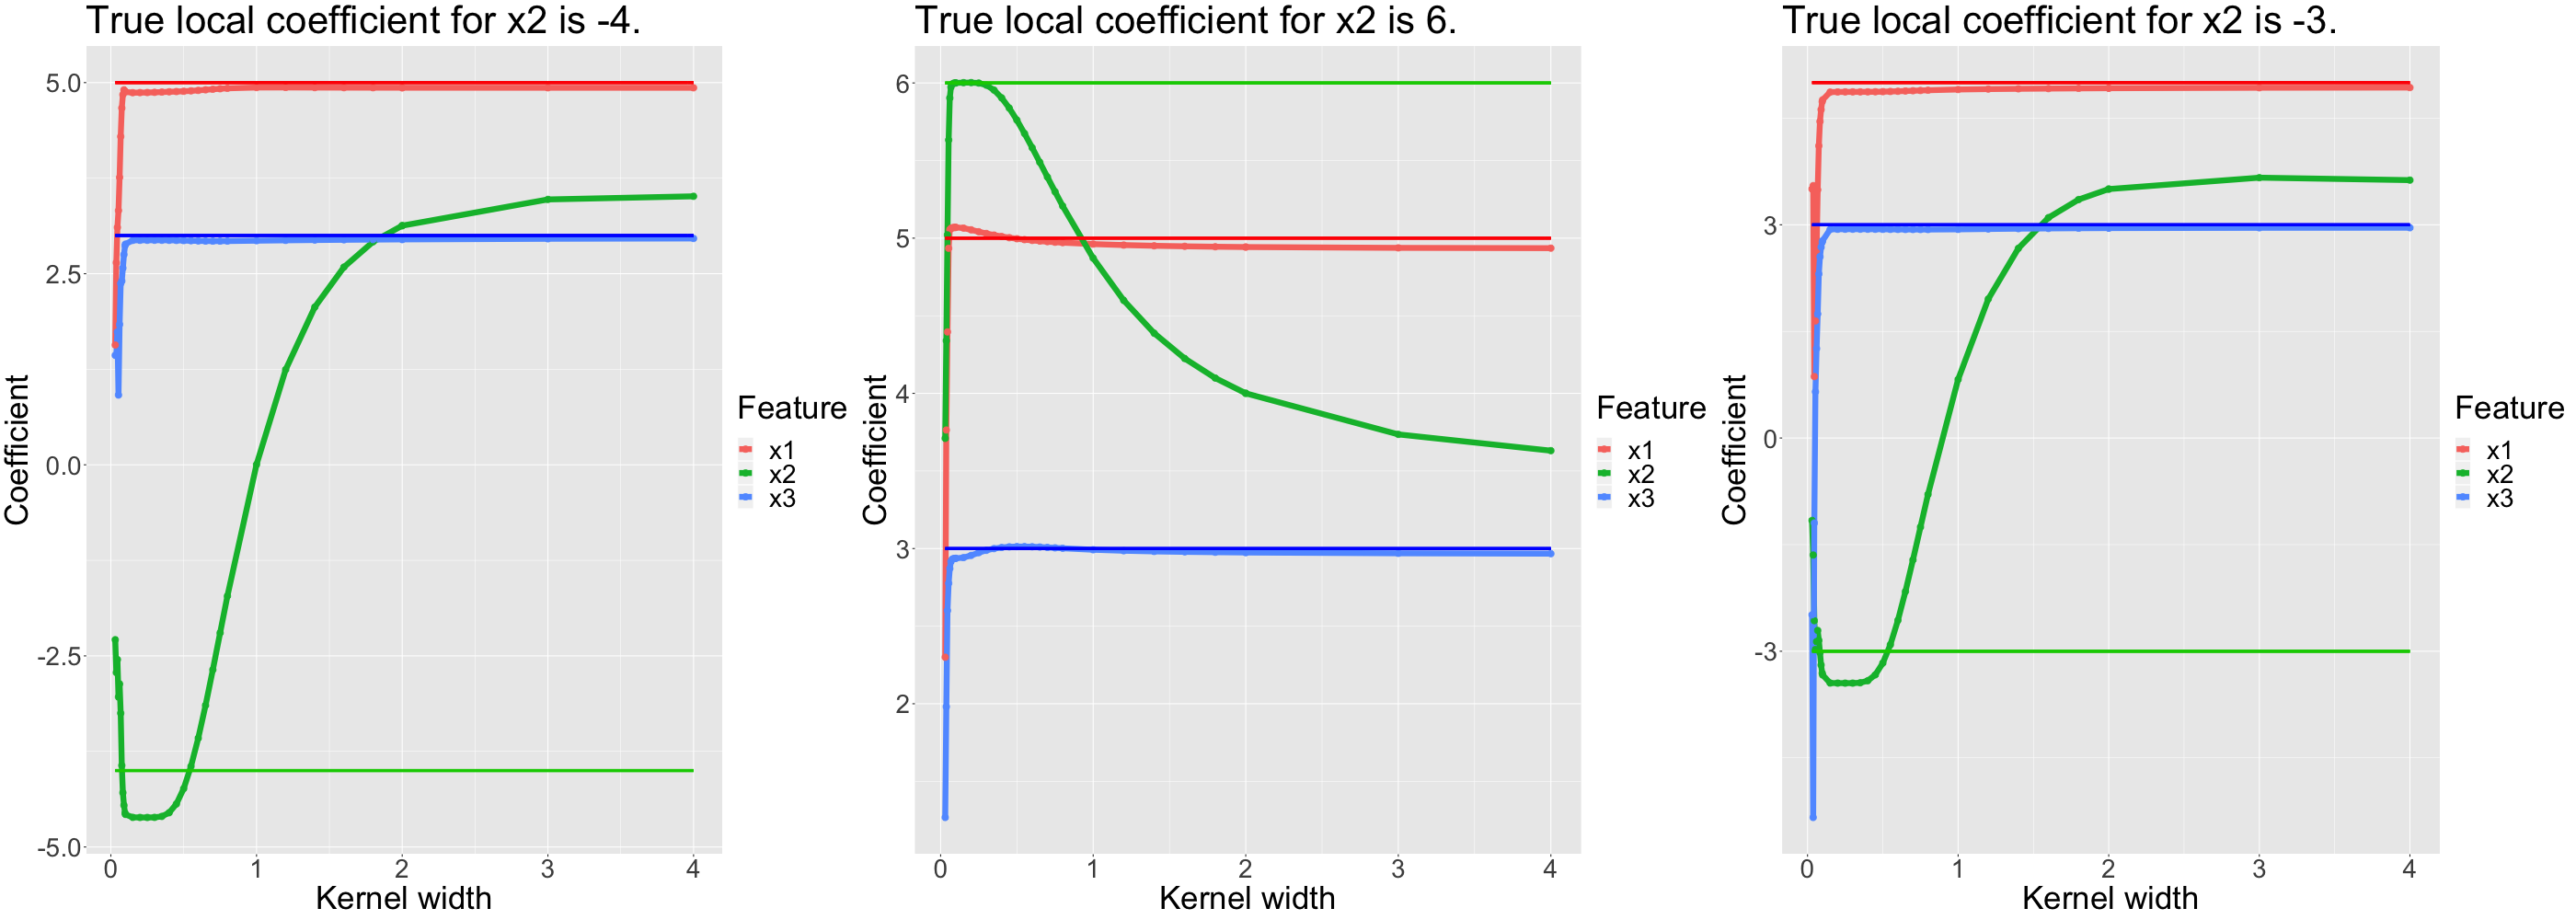 True local coefficient for x2 is -4.
5.0
2.5
0.0
-2.5
-5.0
Coefficient
0 1 2 3 4
Kernel width
Feature
x1
x2
x3
True local coefficient for x2 is 6.
6
5
4
3
2
Coefficient
0 1 2 3 4
Kernel width
Feature
x1
x2
x3
True local coefficient for x2 is -3.
3
0
-3
Coefficient
0 1 2 3 4
Kernel width
Feature
x1
x2
x3